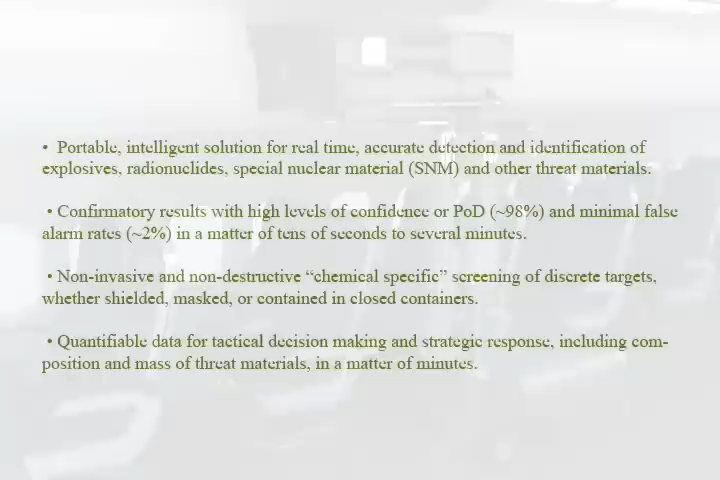 • Portable, intelligent solution for real time, accurate detection and identification of
explosives, radionuclides, special nuclear material (SNM) and other threat materials.
• Confirmatory results with high levels of confidence or PoD (~98%) and minimal false
alarm rates (~2%) in a matter of tens of seconds to several minutes.
• Non-invasive and non-destructive “chemical specific” screening of discrete targets,
whether shielded, masked, or contained in closed containers.
• Quantifiable data for tactical decision making and strategic response, including com-
position and mass of threat materials, in a matter of minutes.